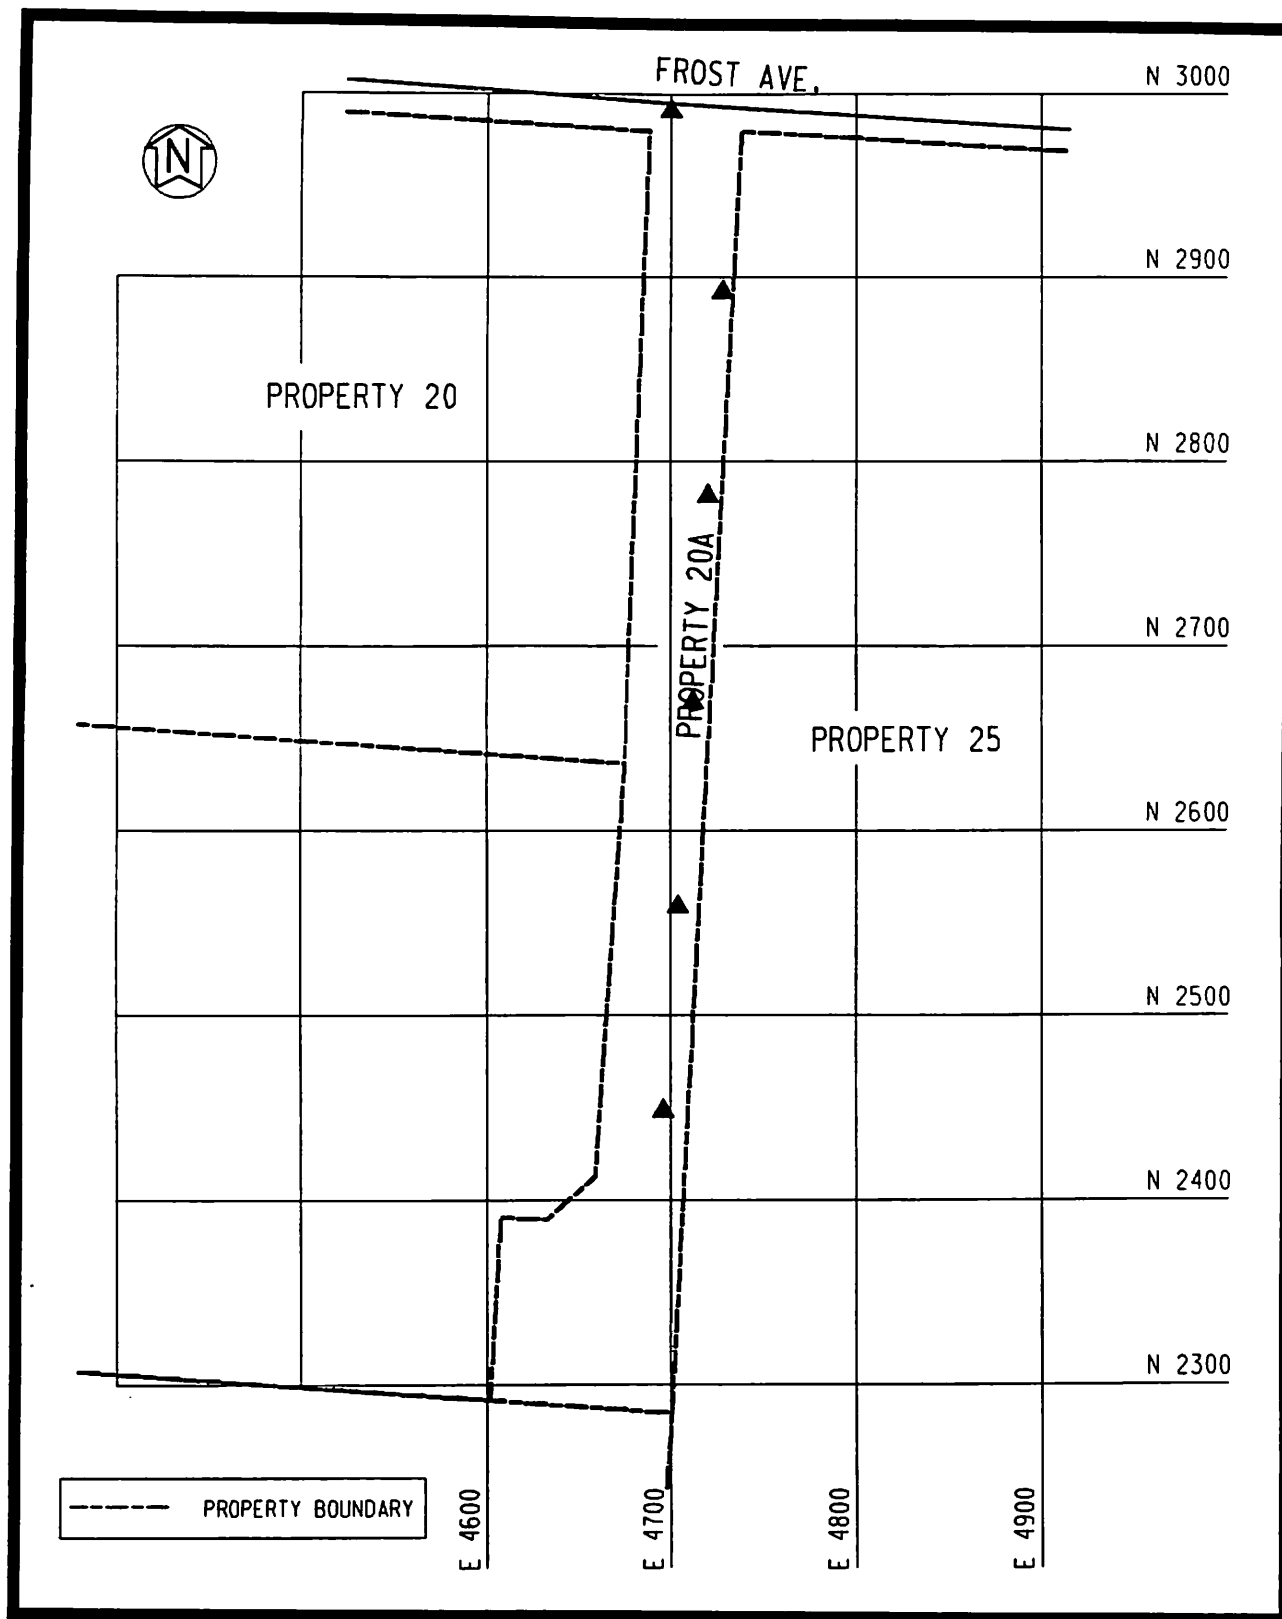 FROST AVE.
N 3000
N
N 2900
PROPERTY 20
N 2800
PROPERTY 20A
N 2700
PROPERTY 25
N 2600
N 2500
N 2400
N 2300
PROPERTY BOUNDARY
E 4600
E 4700
E 4800
E 4900